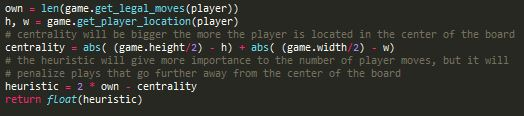 own = len(game.get_legal_moves(player))
h, w = game.get_player_location(player)
# centrality will be bigger the more the player is located in the center of the board
centrality = abs( (game.height/2) - h) + abs( (game.width/2) - w)
# the heuristic will give more importance to the number of player moves, but it will
# penalize plays that go further away from the center of the board
heuristic = 2 * own - centrality
return float(heuristic)